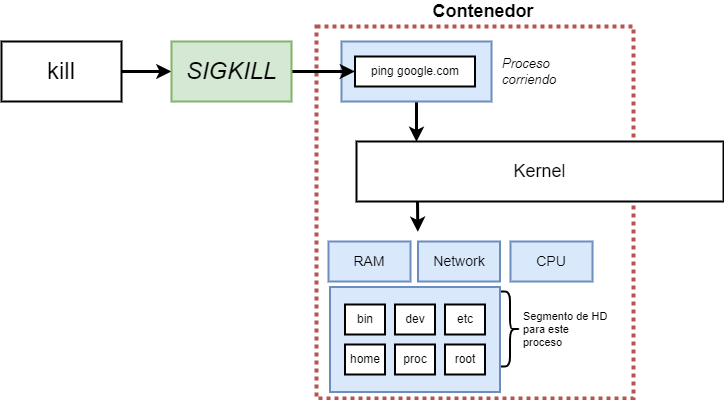 Contenedor
kill
SIGKILL
ping google.com
Proceso
corriendo
Kernel
RAM
Network
CPU
bin
dev
etc
home
proc
root
Segmento de HD
para este
proceso